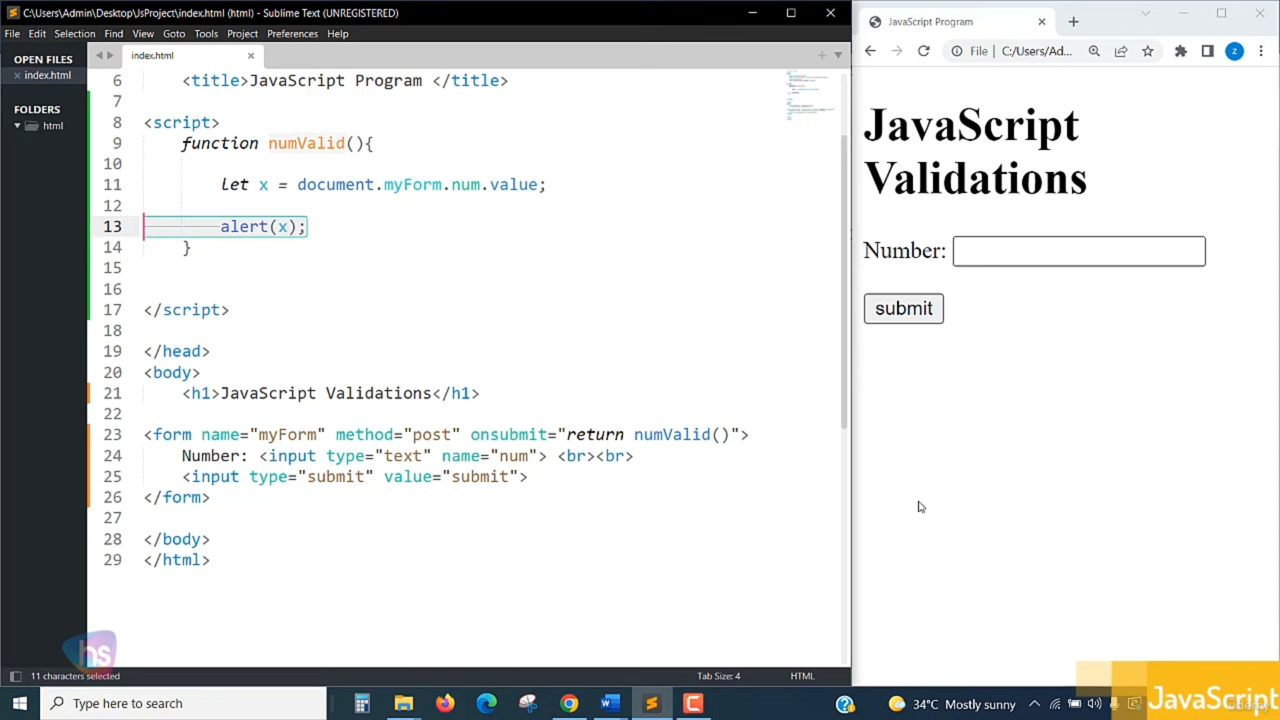 C:\Users\Admin\Desktop\JsProject\index.html (html) - Sublime Text (UNREGISTERED)
File Edit Selection Find View Goto Tools Project Preferences Help
OPEN FILES
index.html
FOLDERS
html
index.html
6 <title>JavaScript Program </title>
7
8 <script>
9 function numValid(){
10
11 let x = document.myForm.num.value;
12
13 alert(x);
14 }
15
16
17 </script>
18
19 </head>
20 <body>
21 <h1>JavaScript Validations</h1>
22
23 <form name="myForm" method="post" onsubmit="return numValid()">
24 Number: <input type="text" name="num"> <br><br>
25 <input type="submit" value="submit">
26 </form>
27
28 </body>
29 </html>
hs
11 characters selected
Tab Size: 4
HTML
JavaScript Program
File C:/Users/Ad...
Z
JavaScript
Validations
Number:
submit
Type here to search
34°C Mostly sunny
JavaScript